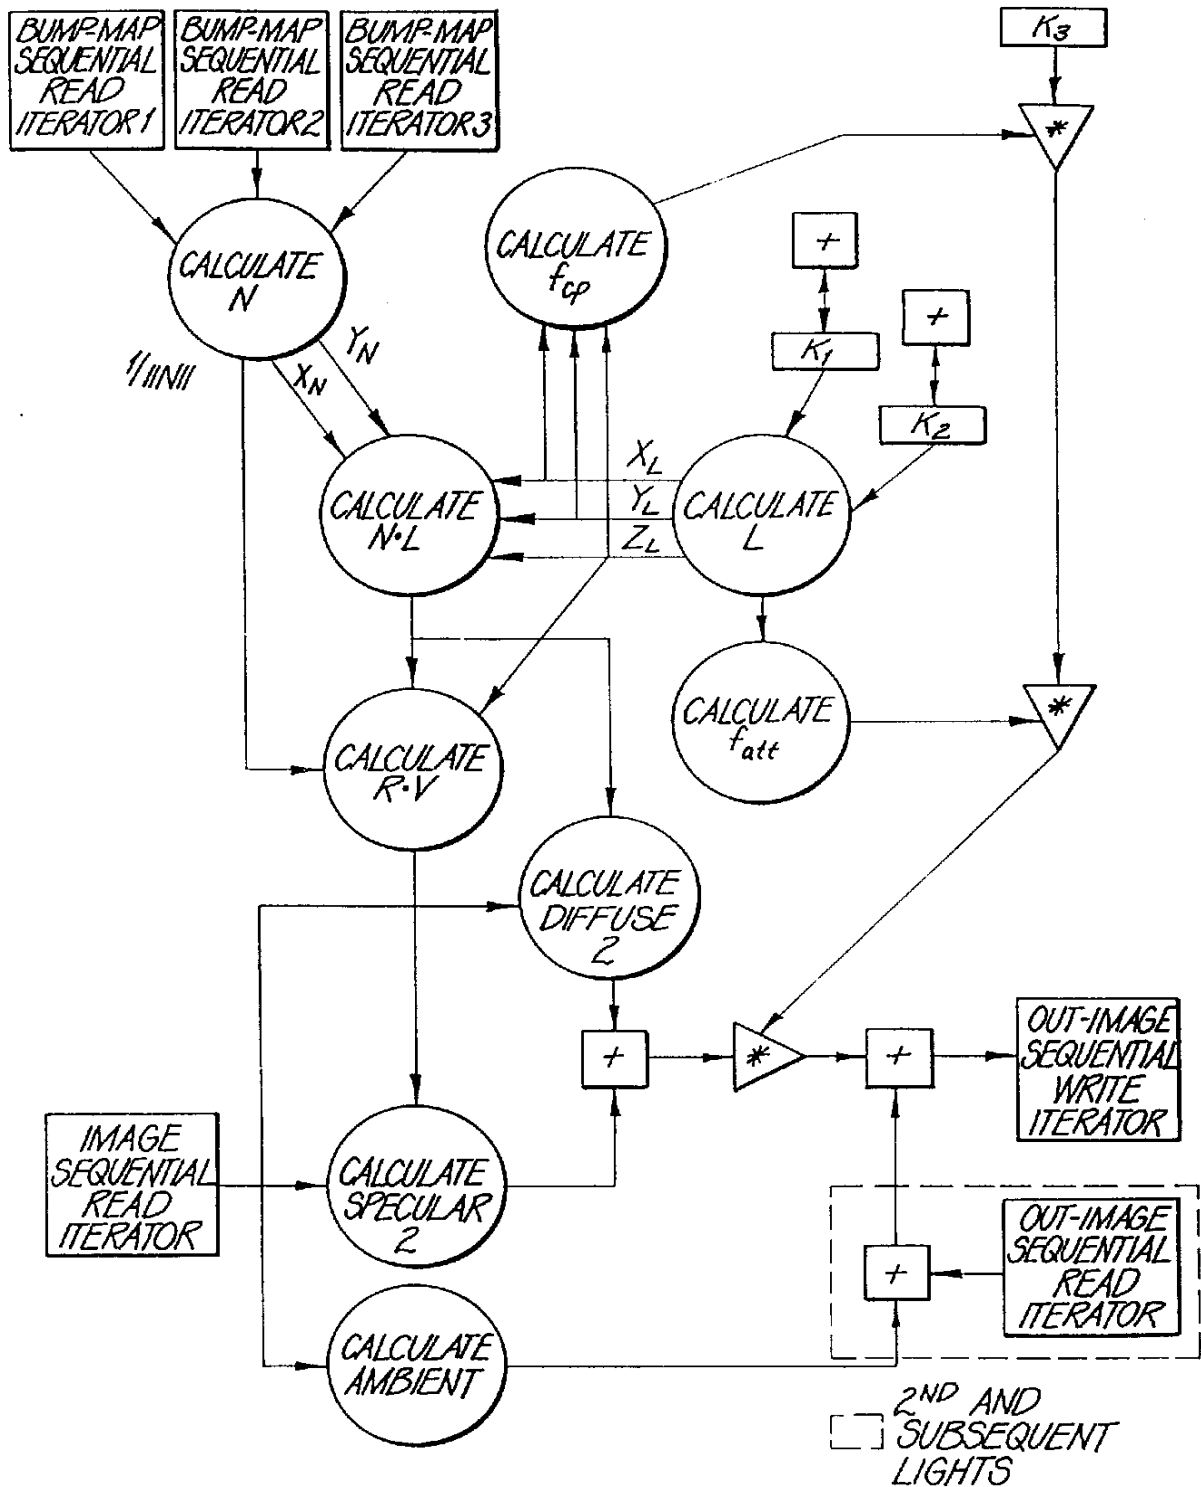 BUMP-MAP
SEQUENTIAL
READ
ITERATOR 1
BUMP-MAP
SEQUENTIAL
READ
ITERATOR 2
BUMP-MAP
SEQUENTIAL
READ
ITERATOR 3
K3
*
CALCULATE
N
CALCULATE
fcp
+
K1
+
K2
1/||N||
XN
YN
CALCULATE
N•L
XL
YL
ZL
CALCULATE
L
CALCULATE
R•V
CALCULATE
fatt
*
CALCULATE
DIFFUSE
2
+
*
+
OUT-IMAGE
SEQUENTIAL
WRITE
ITERATOR
IMAGE
SEQUENTIAL
READ
ITERATOR
CALCULATE
SPECULAR
2
+
OUT-IMAGE
SEQUENTIAL
READ
ITERATOR
CALCULATE
AMBIENT
2ND AND
SUBSEQUENT
LIGHTS